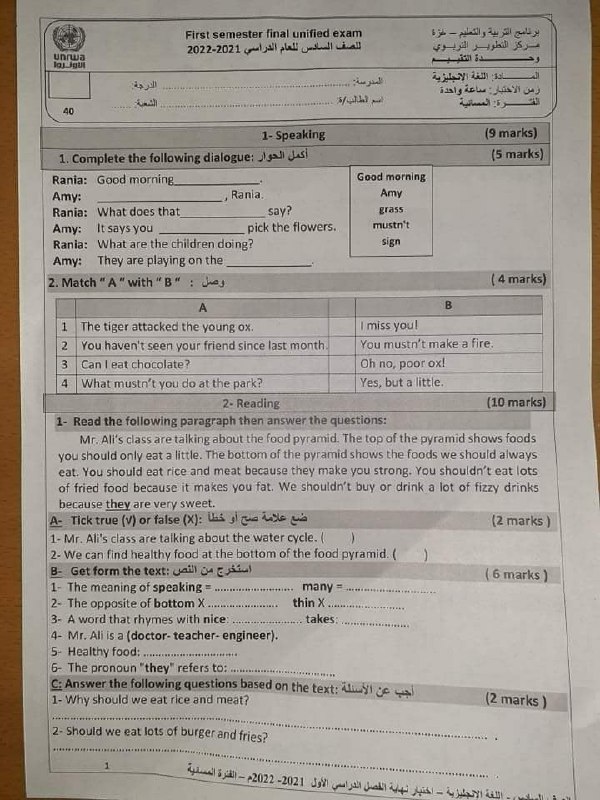 First semester final unified exam
للصف السادس للعام الدراسي 2021-2022
برنامج التربية والتعليم – غزة
مركز التطوير التربوي
وحدة التقييم
unrwa
الأونروا
المدرسة: ........................ الدرجة: ............
اسم الطالب/ة ........................ الشعبة: ......
المادة: اللغة الإنجليزية
زمن الاختبار: ساعة واحدة
الفترة: المسائية
40
1- Speaking (9 marks)
1. Complete the following dialogue: أكمل الحوار (5 marks)
Rania: Good morning____________.
Amy: __________________, Rania.
Rania: What does that ____________ say?
Amy: It says you ____________ pick the flowers.
Rania: What are the children doing?
Amy: They are playing on the ____________.
Good morning
Amy
grass
mustn't
sign
2. Match " A " with " B " : وصل ( 4 marks)
A B
1 The tiger attacked the young ox. I miss you!
2 You haven't seen your friend since last month. You mustn't make a fire.
3 Can I eat chocolate? Oh no, poor ox!
4 What mustn't you do at the park? Yes, but a little.
2- Reading (10 marks)
1- Read the following paragraph then answer the questions:
Mr. Ali's class are talking about the food pyramid. The top of the pyramid shows foods
you should only eat a little. The bottom of the pyramid shows the foods we should always
eat. You should eat rice and meat because they make you strong. You shouldn't eat lots
of fried food because it makes you fat. We shouldn't buy or drink a lot of fizzy drinks
because they are very sweet.
A- Tick true (√) or false (X): ضع علامة صح أو خطأ (2 marks )
1- Mr. Ali's class are talking about the water cycle. ( )
2- We can find healthy food at the bottom of the food pyramid. ( )
B- Get form the text: استخرج من النص ( 6 marks )
1- The meaning of speaking = ........................ many = ........................
2- The opposite of bottom X ........................ thin X ........................
3- A word that rhymes with nice: ........................ takes: ........................
4- Mr. Ali is a (doctor- teacher- engineer).
5- Healthy food: ................................
6- The pronoun "they" refers to: ................................
C: Answer the following questions based on the text: أجب عن الأسئلة (2 marks )
1- Why should we eat rice and meat?
................................................................ .
2- Should we eat lots of burger and fries?
................................................................ .
1
السادس – اللغة الإنجليزية – اختبار نهاية الفصل الدراسي الأول 2021- 2022م – الفترة المسائية